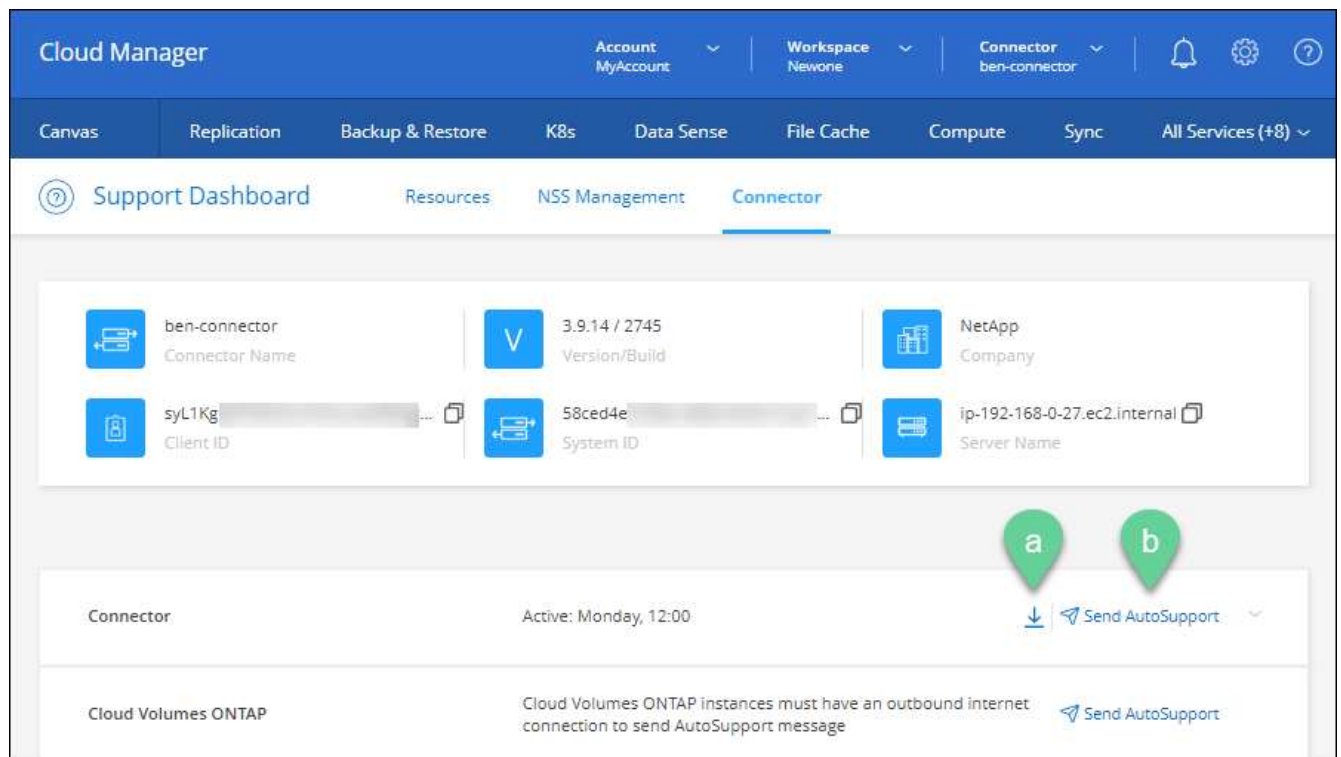 Cloud Manager
Account
MyAccount
Workspace
Newone
Connector
ben-connector
Canvas Replication Backup & Restore K8s Data Sense File Cache Compute Sync All Services (+8)
Support Dashboard Resources NSS Management Connector
ben-connector
Connector Name
V
3.9.14 / 2745
Version/Build
NetApp
Company
syL1Kg ...
Client ID
58ced4e ...
System ID
ip-192-168-0-27.ec2.internal
Server Name
a b
Connector Active: Monday, 12:00 Send AutoSupport
Cloud Volumes ONTAP
Cloud Volumes ONTAP instances must have an outbound internet
connection to send AutoSupport message
Send AutoSupport